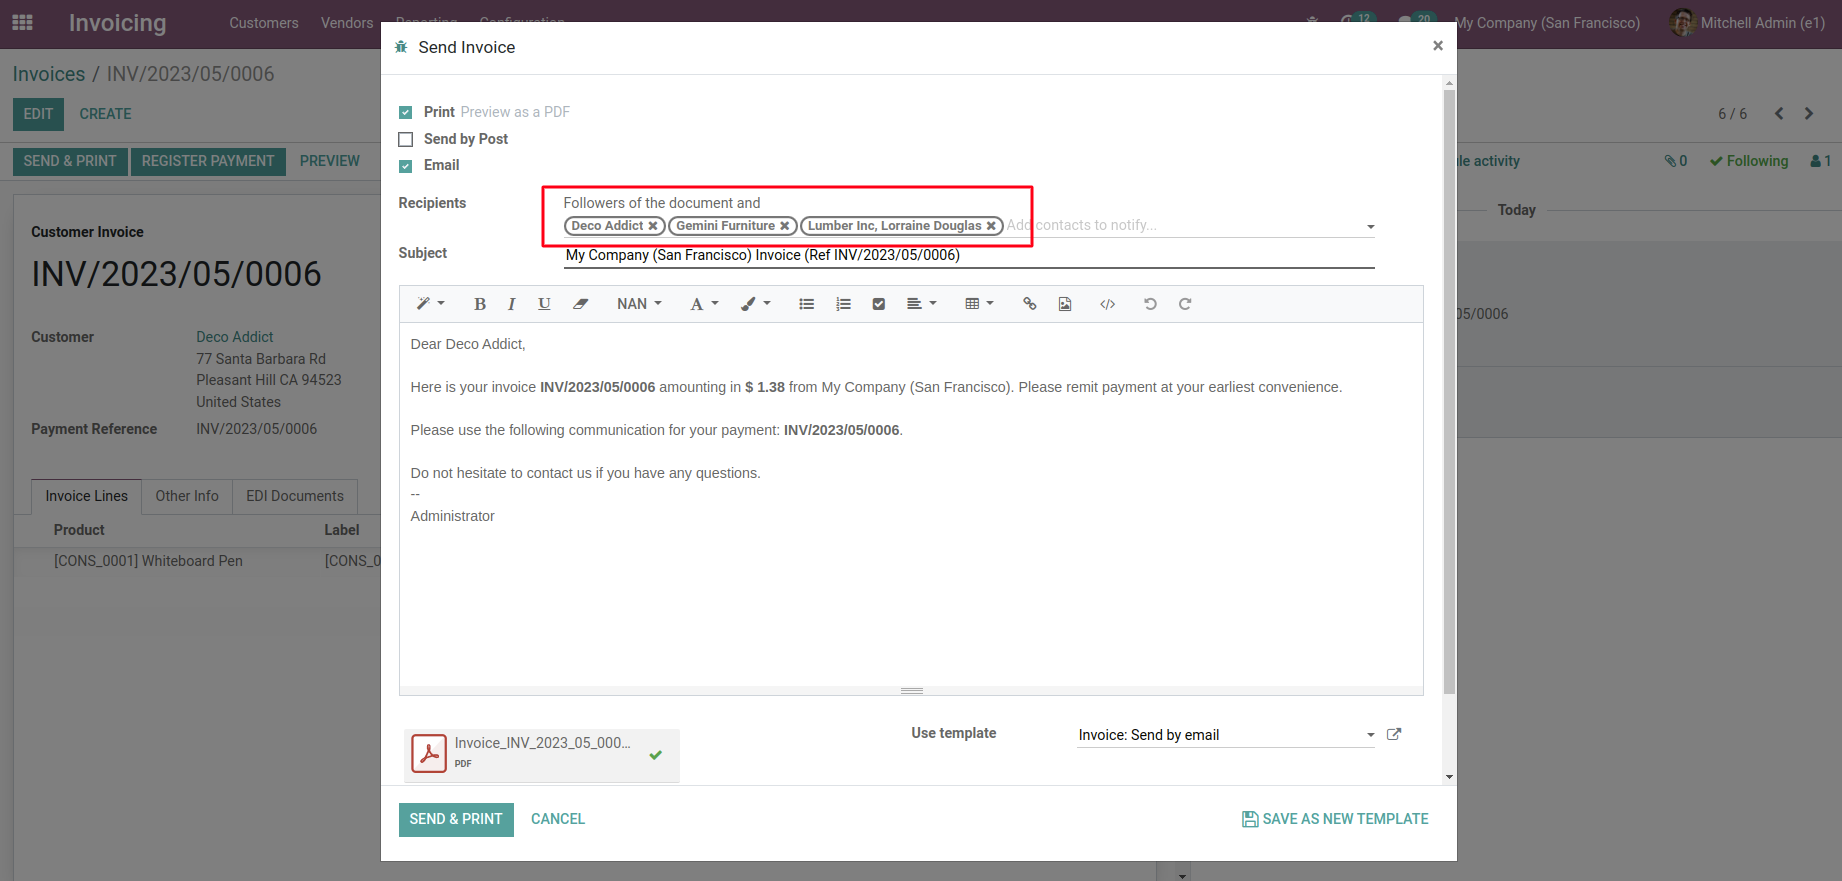 Invoicing
Customers
Vendors
Reporting
Configuration
12
20
My Company (San Francisco)
Mitchell Admin (e1)
Invoices / INV/2023/05/0006
EDIT
CREATE
6 / 6
SEND & PRINT
REGISTER PAYMENT
PREVIEW
le activity
0
Following
1
Today
05/0006
Customer Invoice
INV/2023/05/0006
Customer
Deco Addict
77 Santa Barbara Rd
Pleasant Hill CA 94523
United States
Payment Reference
INV/2023/05/0006
Invoice Lines
Other Info
EDI Documents
Product
Label
[CONS_0001] Whiteboard Pen
[CONS_0
Send Invoice
×
Print Preview as a PDF
Send by Post
Email
Recipients
Followers of the document and
Deco Addict
Gemini Furniture
Lumber Inc, Lorraine Douglas
Add contacts to notify...
Subject
My Company (San Francisco) Invoice (Ref INV/2023/05/0006)
B I U NAN A
Dear Deco Addict,
Here is your invoice INV/2023/05/0006 amounting in $ 1.38 from My Company (San Francisco). Please remit payment at your earliest convenience.
Please use the following communication for your payment: INV/2023/05/0006.
Do not hesitate to contact us if you have any questions.
--
Administrator
Invoice_INV_2023_05_000...
PDF
Use template
Invoice: Send by email
SEND & PRINT
CANCEL
SAVE AS NEW TEMPLATE